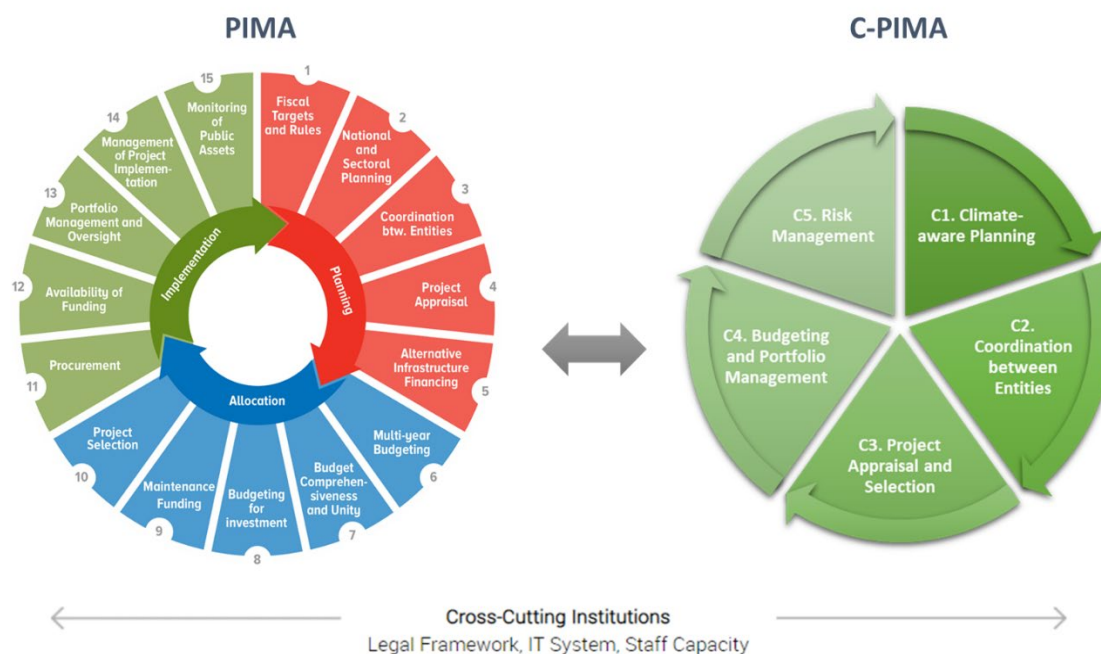 PIMA
C-PIMA
1
Fiscal
Targets
and Rules
2
National
and
Sectoral
Planning
3
Coordination
btw. Entities
4
Project
Appraisal
5
Alternative
Infrastructure
Financing
6
Multi-year
Budgeting
7
Budget
Comprehen-
siveness
and Unity
8
Budgeting
for
investment
9
Maintenance
Funding
10
Project
Selection
11
Procurement
12
Availability of
Funding
13
Portfolio
Management and
Oversight
14
Management
of Project
Implemen-
tation
15
Monitoring
of
Public
Assets
Planning
Allocation
Implementation
C1. Climate-
aware Planning
C2.
Coordination
between
Entities
C3. Project
Appraisal and
Selection
C4. Budgeting
and Portfolio
Management
C5. Risk
Management
Cross-Cutting Institutions
Legal Framework, IT System, Staff Capacity